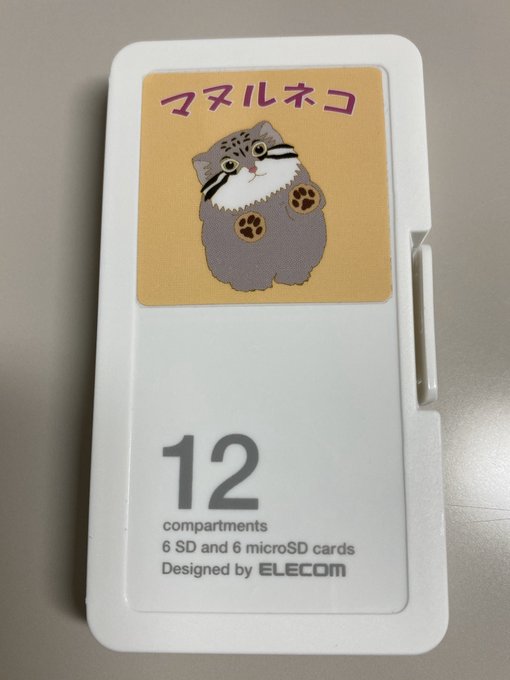 マヌルネコ
12
compartments
6 SD and 6 microSD cards
Designed by ELECOM